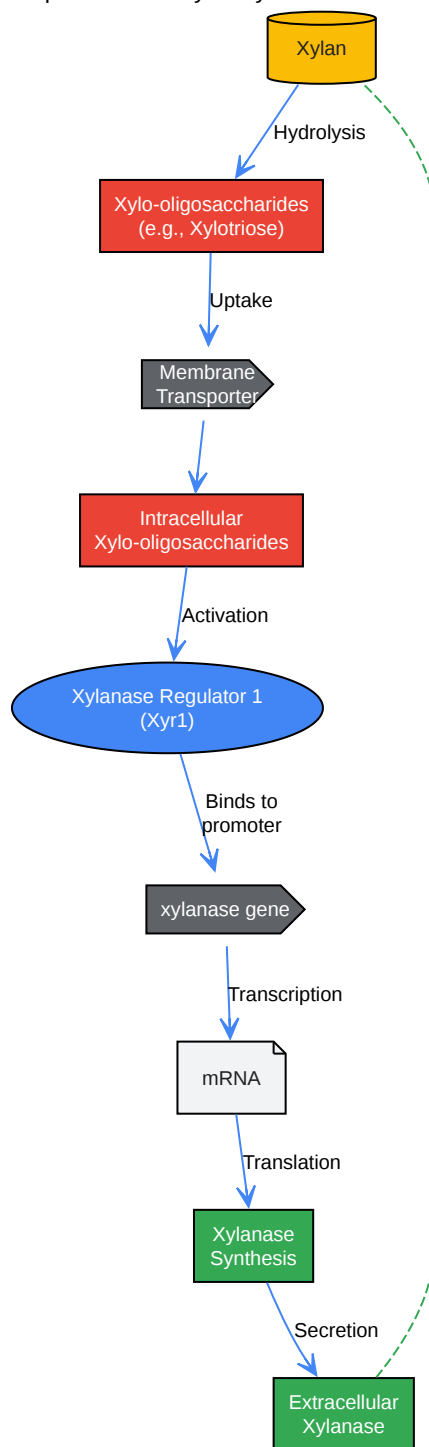 Xylan
Hydrolysis
Xylo-oligosaccharides
(e.g., Xylotriose)
Uptake
Membrane
Transporter
Intracellular
Xylo-oligosaccharides
Activation
Xylanase Regulator 1
(Xyr1)
Binds to
promoter
xylanase gene
Transcription
mRNA
Translation
Xylanase
Synthesis
Secretion
Extracellular
Xylanase